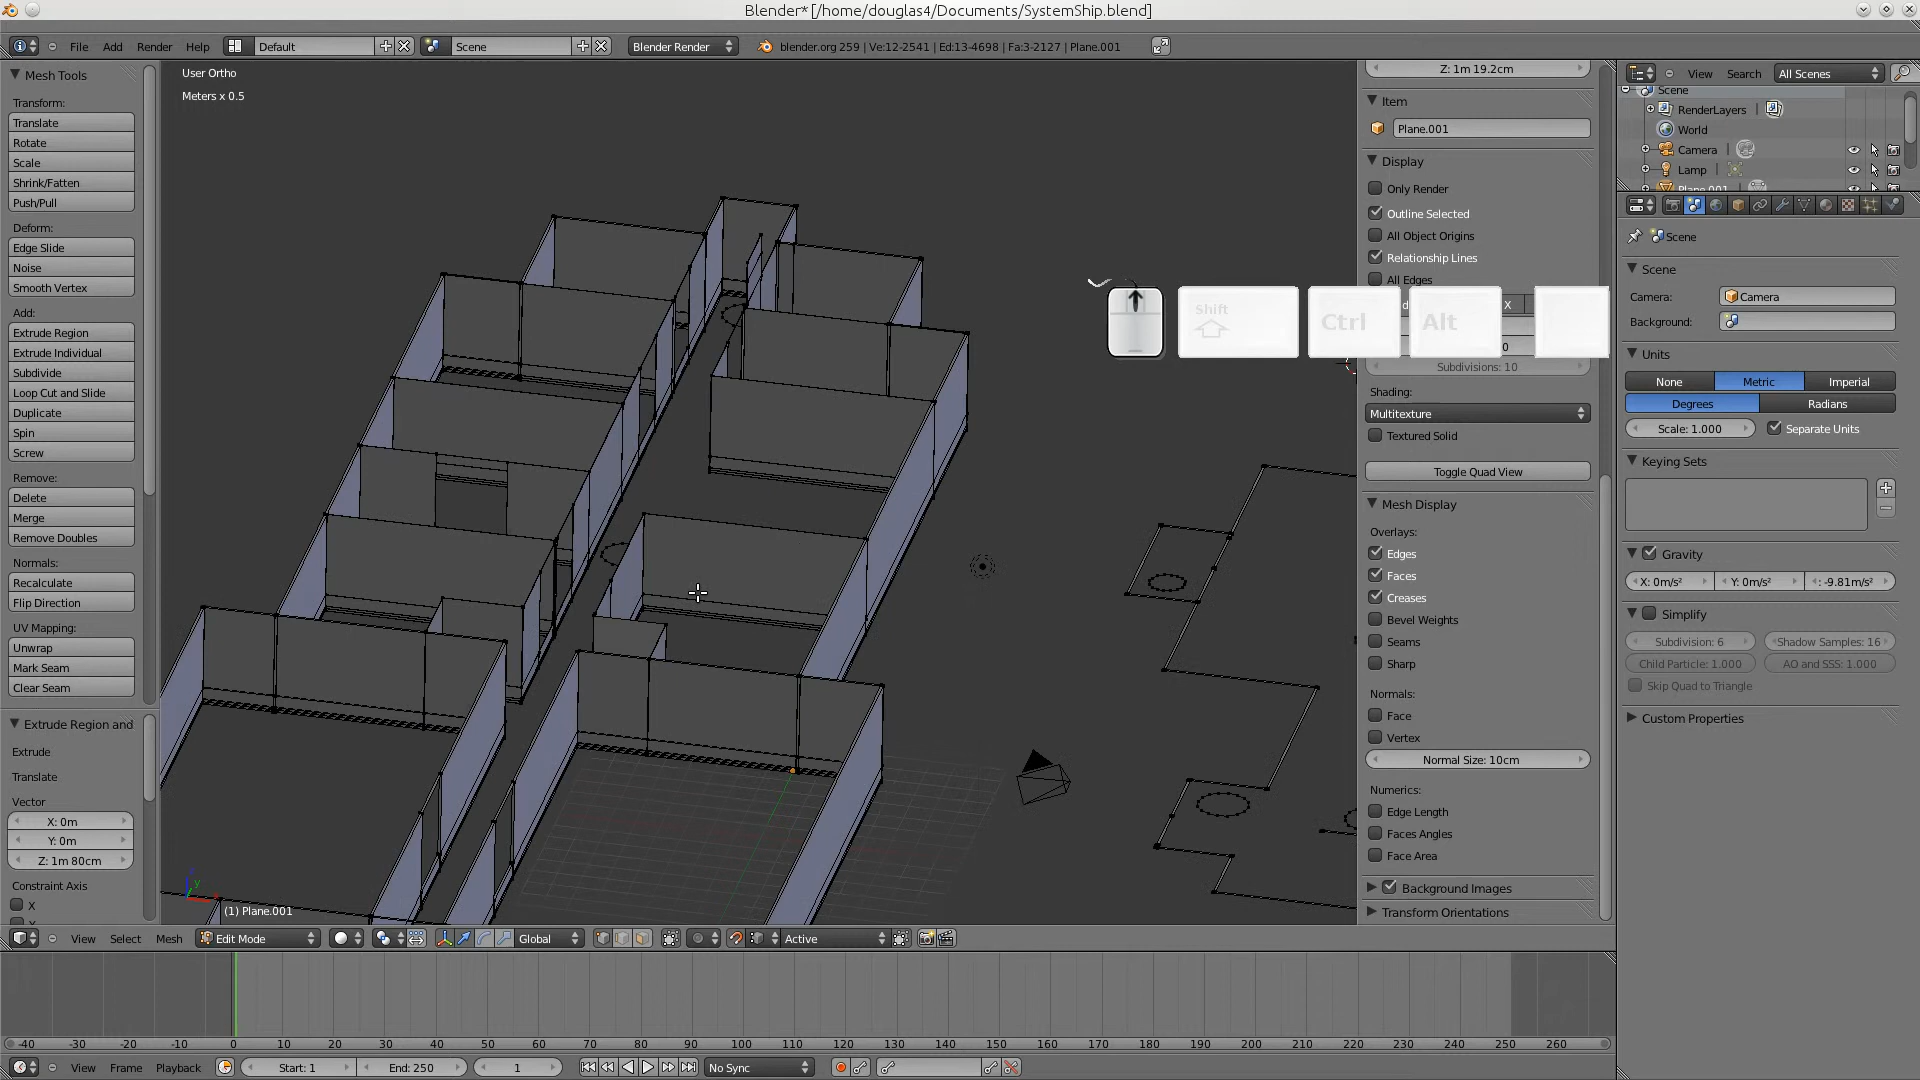 Blender* [/home/douglas4/Documents/SystemShip.blend]
File Add Render Help Default Scene Blender Render blender.org 259 | Ve:12-2541 | Ed:13-4698 | Fa:3-2127 | Plane.001
Mesh Tools
Transform:
Translate
Rotate
Scale
Shrink/Fatten
Push/Pull
Deform:
Edge Slide
Noise
Smooth Vertex
Add:
Extrude Region
Extrude Individual
Subdivide
Loop Cut and Slide
Duplicate
Spin
Screw
Remove:
Delete
Merge
Remove Doubles
Normals:
Recalculate
Flip Direction
UV Mapping:
Unwrap
Mark Seam
Clear Seam
Extrude Region and
Extrude
Translate
Vector
X: 0m
Y: 0m
Z: 1m 80cm
Constraint Axis
X
User Ortho
Meters x 0.5
y
(1) Plane.001
Shift
Ctrl
Alt
Z: 1m 19.2cm
Item
Plane.001
Display
Only Render
Outline Selected
All Object Origins
Relationship Lines
All Edges
X
0
Subdivisions: 10
Shading:
Multitexture
Textured Solid
Toggle Quad View
Mesh Display
Overlays:
Edges
Faces
Creases
Bevel Weights
Seams
Sharp
Normals:
Face
Vertex
Normal Size: 10cm
Numerics:
Edge Length
Faces Angles
Face Area
Background Images
Transform Orientations
View Search All Scenes
Scene
RenderLayers
World
Camera
Lamp
Plane.001
Scene
Scene
Camera: Camera
Background:
Units
None Metric Imperial
Degrees Radians
Scale: 1.000 Separate Units
Keying Sets
Gravity
X: 0m/s² Y: 0m/s² : -9.81m/s²
Simplify
Subdivision: 6 Shadow Samples: 16
Child Particle: 1.000 AO and SSS: 1.000
Skip Quad to Triangle
Custom Properties
View Select Mesh Edit Mode Global Active
-40 -30 -20 -10 0 10 20 30 40 50 60 70 80 90 100 110 120 130 140 150 160 170 180 190 200 210 220 230 240 250 260
View Frame Playback Start: 1 End: 250 1 No Sync